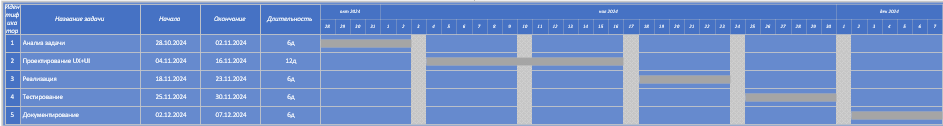 Идентификатор Название задачи Начало Окончание Длительность окт 2024 ноя 2024 дек 2024
28 29 30 31 1 2 3 4 5 6 7 8 9 10 11 12 13 14 15 16 17 18 19 20 21 22 23 24 25 26 27 28 29 30 1 2 3 4 5 6 7
1 Анализ задачи 28.10.2024 02.11.2024 6д
2 Проектирование UX+UI 04.11.2024 16.11.2024 12д
3 Реализация 18.11.2024 23.11.2024 6д
4 Тестирование 25.11.2024 30.11.2024 6д
5 Документирование 02.12.2024 07.12.2024 6д